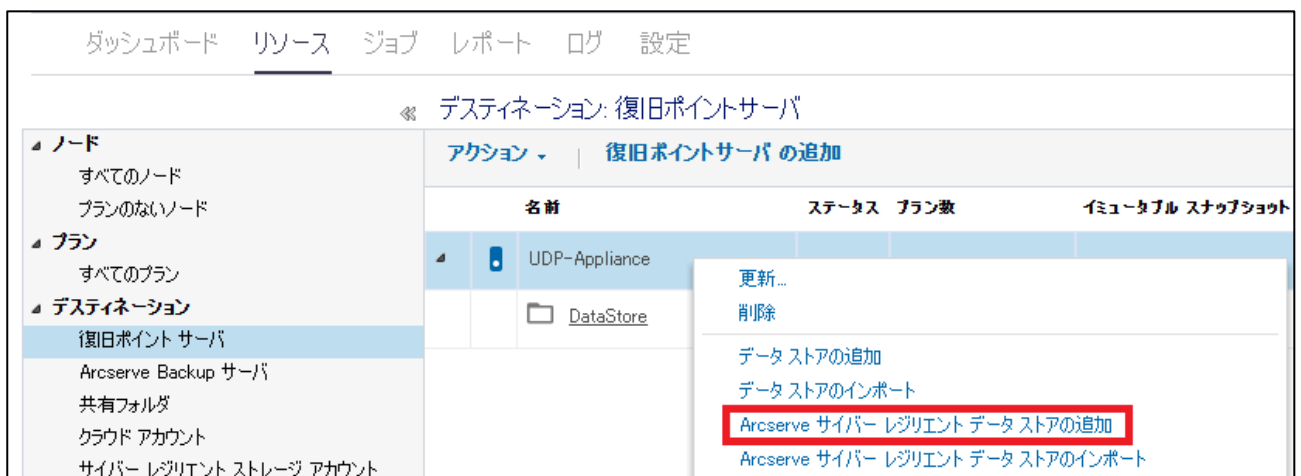 ダッシュボード リソース ジョブ レポート ログ 設定
デスティネーション: 復旧ポイントサーバ
ノード
すべてのノード
プランのないノード
プラン
すべてのプラン
デスティネーション
復旧ポイント サーバ
Arcserve Backup サーバ
共有フォルダ
クラウド アカウント
サイバー レジリエント ストレージ アカウント
アクション | 復旧ポイントサーバ の追加
名前 ステータス プラン数 イミュータブル スナップショット
UDP-Appliance
DataStore
更新...
削除
データ ストアの追加
データ ストアのインポート
Arcserve サイバー レジリエント データ ストアの追加
Arcserve サイバー レジリエント データ ストアのインポート